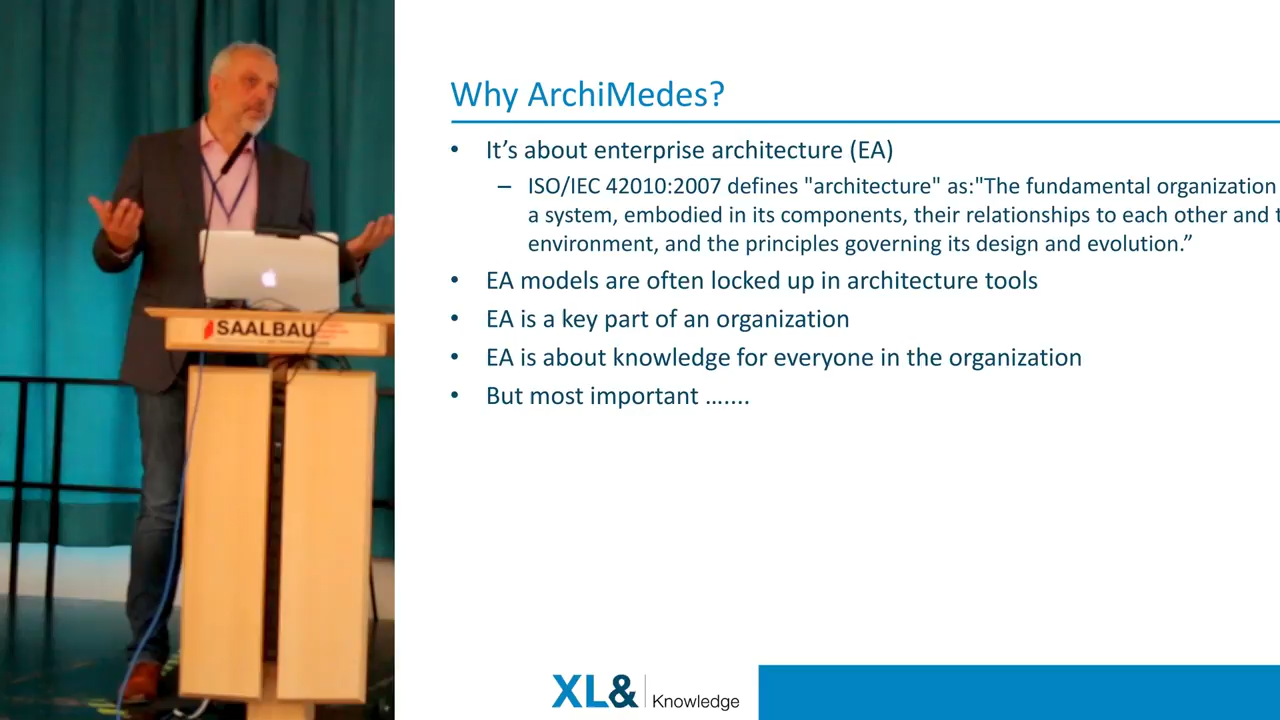 Why ArchiMedes?
• It’s about enterprise architecture (EA)
– ISO/IEC 42010:2007 defines "architecture" as:"The fundamental organization
a system, embodied in its components, their relationships to each other and t
environment, and the principles governing its design and evolution.”
• EA models are often locked up in architecture tools
• EA is a key part of an organization
• EA is about knowledge for everyone in the organization
• But most important …....
SAALBAU
XL& Knowledge